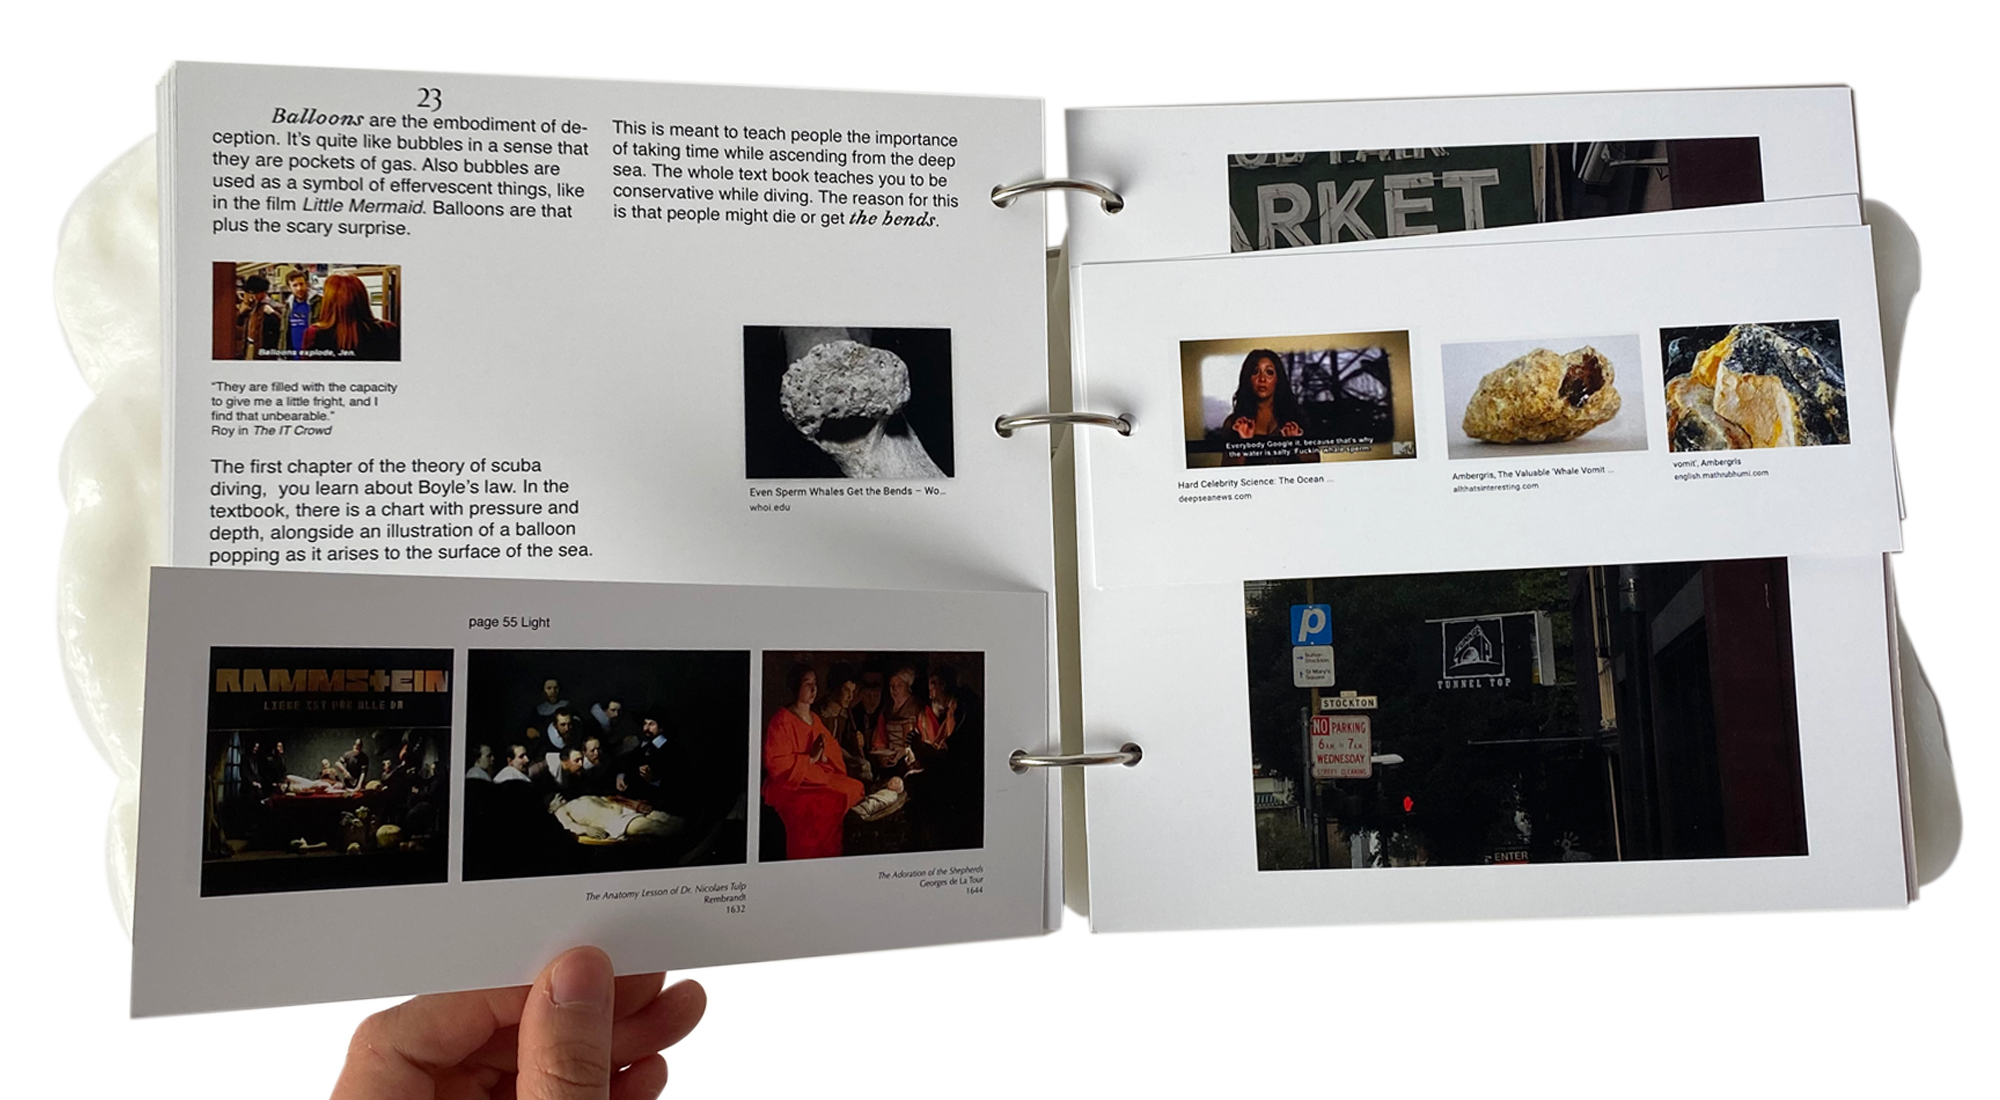 23
Balloons are the embodiment of de-
ception. It's quite like bubbles in a sense that
they are pockets of gas. Also bubbles are
used as a symbol of effervescent things, like
in the film Little Mermaid. Balloons are that
plus the scary surprise.
Balloons explode, Jen.
"They are filled with the capacity
to give me a little fright, and I
find that unbearable."
Roy in The IT Crowd
The first chapter of the theory of scuba
diving, you learn about Boyle's law. In the
textbook, there is a chart with pressure and
depth, alongside an illustration of a balloon
popping as it arises to the surface of the sea.
This is meant to teach people the importance
of taking time while ascending from the deep
sea. The whole text book teaches you to be
conservative while diving. The reason for this
is that people might die or get the bends.
Even Sperm Whales Get the Bends – Wo...
whoi.edu
page 55 Light
RAMMSTEIN
LIEBE IST FÜR ALLE DA
The Anatomy Lesson of Dr. Nicolaes Tulp
Rembrandt
1632
The Adoration of the Shepherds
Georges de La Tour
1644
ARKET
Everybody Google it, because that's why
the water is salty. Fuckin' whale sperm.
Hard Celebrity Science: The Ocean ...
deepseanews.com
Ambergris, The Valuable 'Whale Vomit ...
allthatsinteresting.com
vomit', Ambergris
english.mathrubhumi.com
P
Sutter-
Stockton
St Mary's
Square
STOCKTON
NO PARKING
6AM TO 7AM
WEDNESDAY
STREET CLEANING
TUNNEL TOP
ENTER